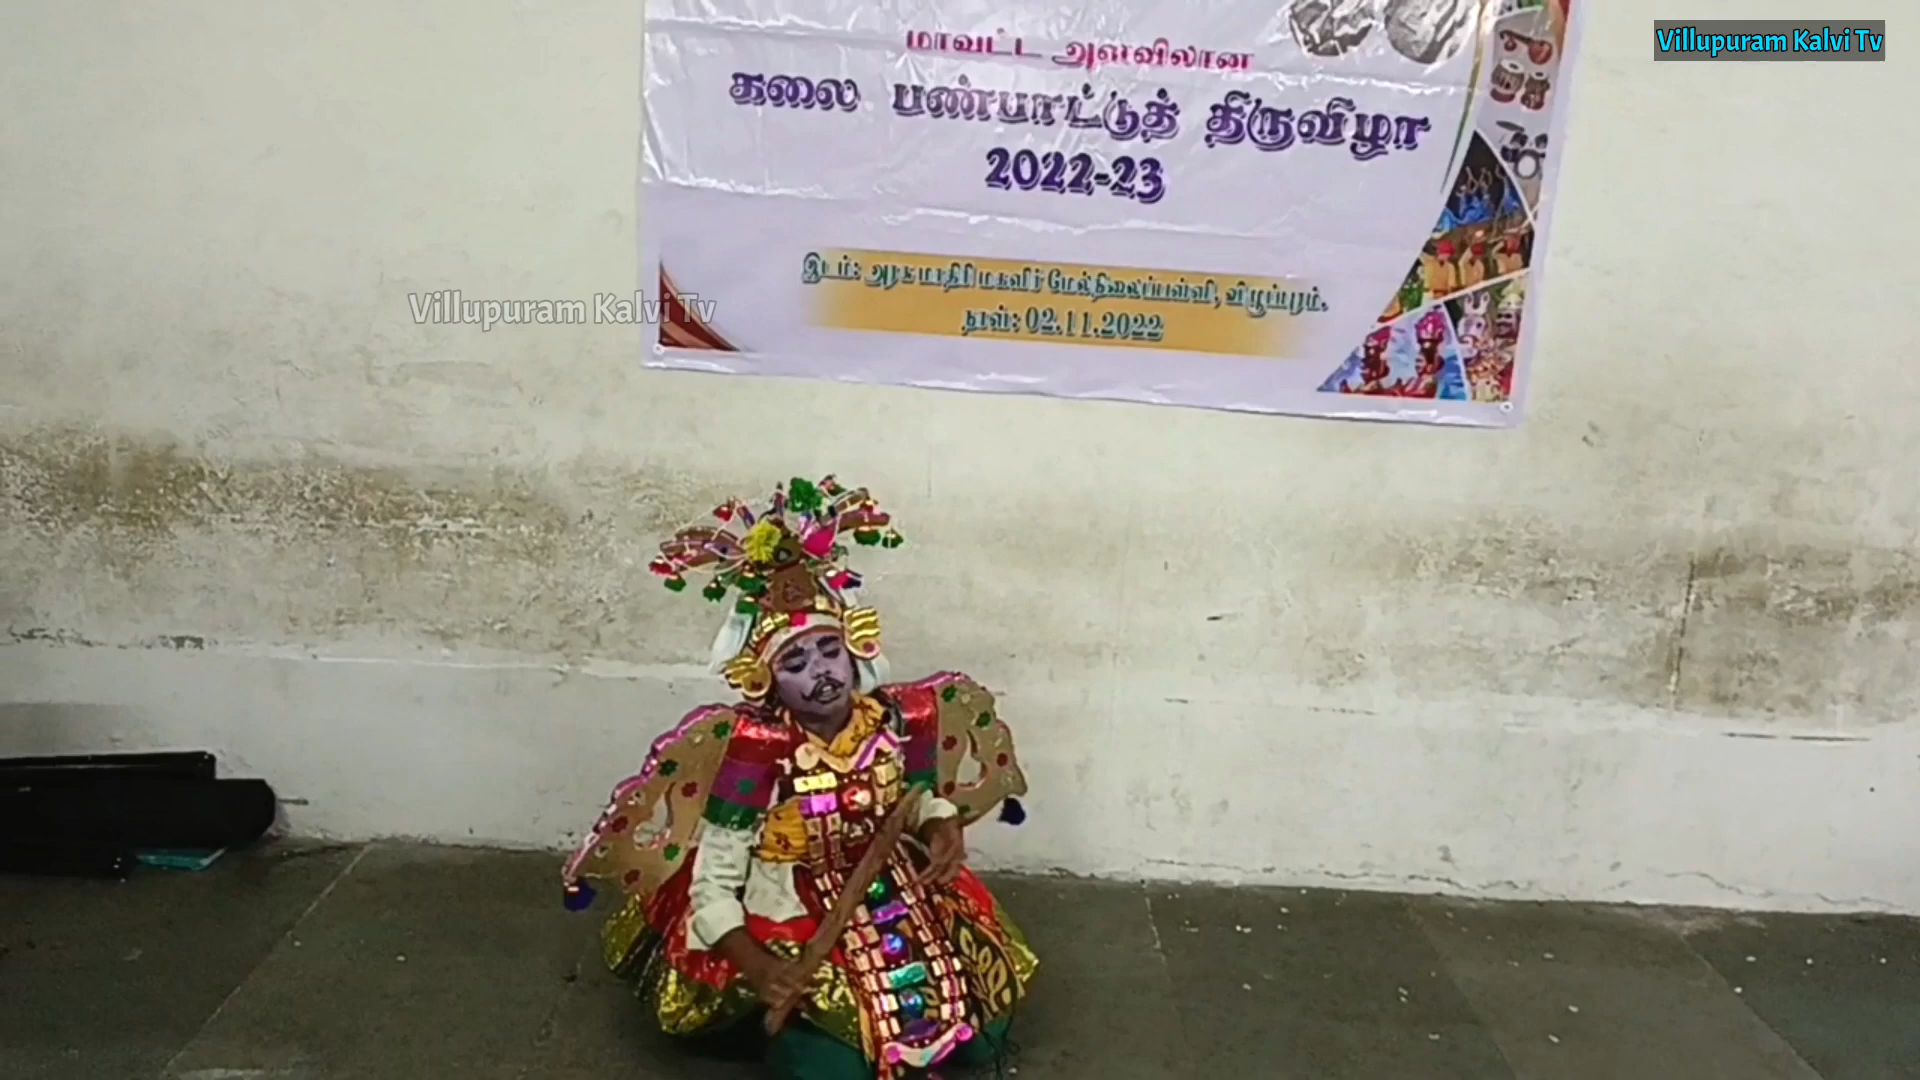 Villupuram Kalvi Tv
மாவட்ட அளவிலான
கலை பண்பாட்டுத் திருவிழா
2022-23
இடம்: அரசு மாதிரி மகளிர் மேல்நிலைப்பள்ளி, விழுப்புரம்.
நாள்: 02.11.2022
Villupuram Kalvi Tv